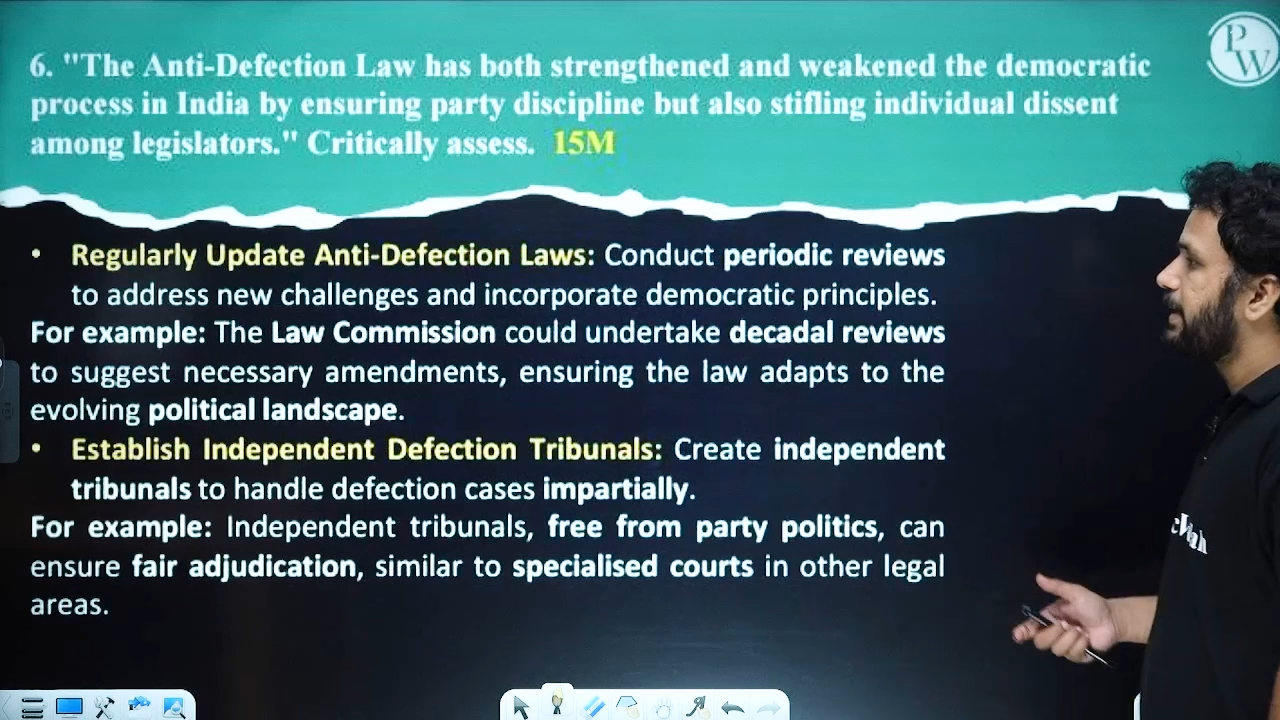 6. "The Anti-Defection Law has both strengthened and weakened the democratic
process in India by ensuring party discipline but also stifling individual dissent
among legislators." Critically assess. 15M
PW
• Regularly Update Anti-Defection Laws: Conduct periodic reviews
to address new challenges and incorporate democratic principles.
For example: The Law Commission could undertake decadal reviews
to suggest necessary amendments, ensuring the law adapts to the
evolving political landscape.
• Establish Independent Defection Tribunals: Create independent
tribunals to handle defection cases impartially.
For example: Independent tribunals, free from party politics, can
ensure fair adjudication, similar to specialised courts in other legal
areas.